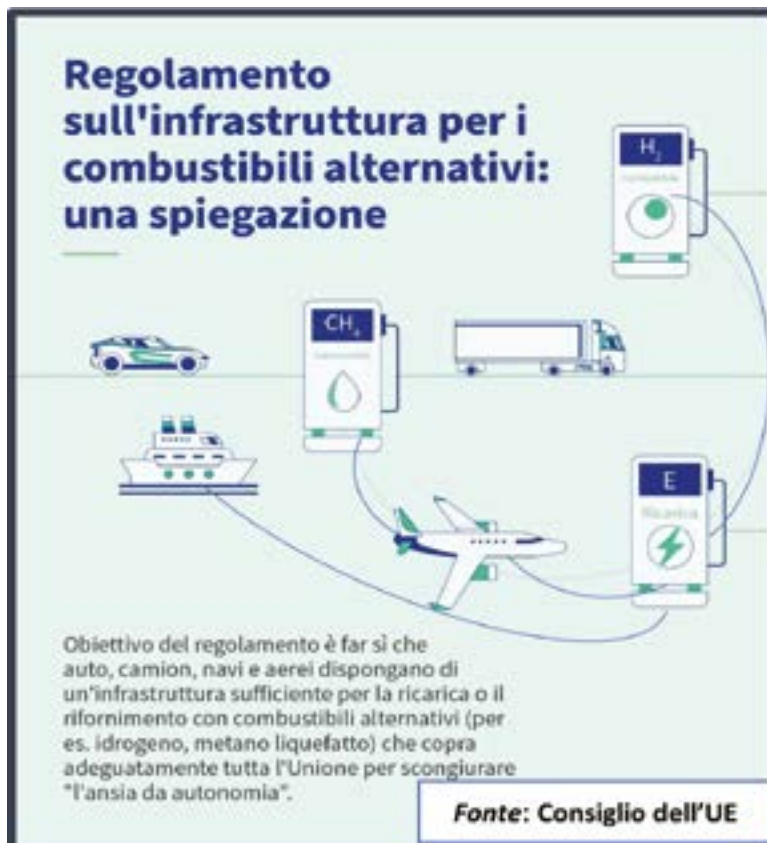 Regolamento
sull'infrastruttura per i
combustibili alternativi:
una spiegazione
H₂
CH₄
E
Ricarica
Obiettivo del regolamento è far sì che
auto, camion, navi e aerei dispongano di
un'infrastruttura sufficiente per la ricarica o il
rifornimento con combustibili alternativi (per
es. idrogeno, metano liquefatto) che copra
adeguatamente tutta l'Unione per scongiurare
"l'ansia da autonomia".
Fonte: Consiglio dell'UE